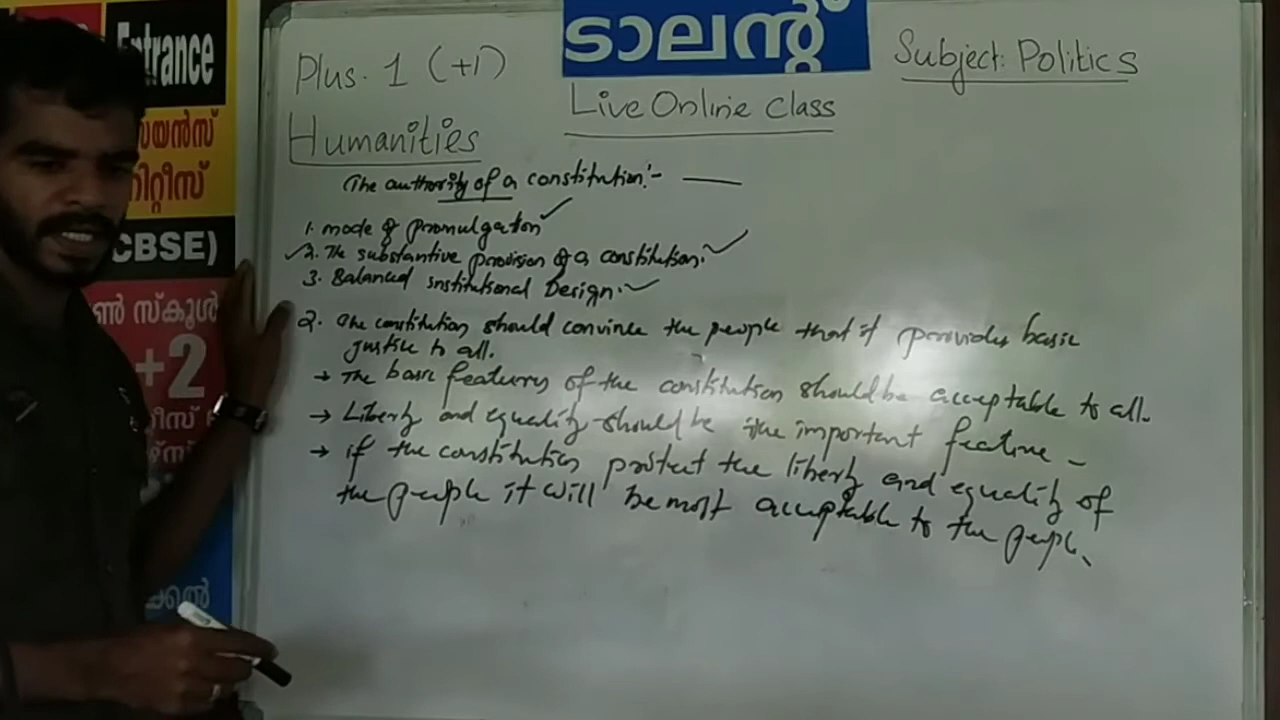 Entrance
യൻസ്
റ്റീസ്
CBSE)
ൺ സ്കൂൾ
+2
ീസ്
ക്കൽ
ടാലന്റ്
Plus. 1 (+1)
Subject: Politics
Live Online Class
Humanities
The authority of a constitution:-
1. mode of promulgation
2. The substantive provision of a constitution.
3. Balanced institutional Design.
2. The constitution should convince the people that it provides basic
justice to all.
→ The basic features of the constitution should be acceptable to all.
→ Liberty and equality should be the important feature -
→ if the constitution protect the liberty and equality of
the people it will be most acceptable to the people.